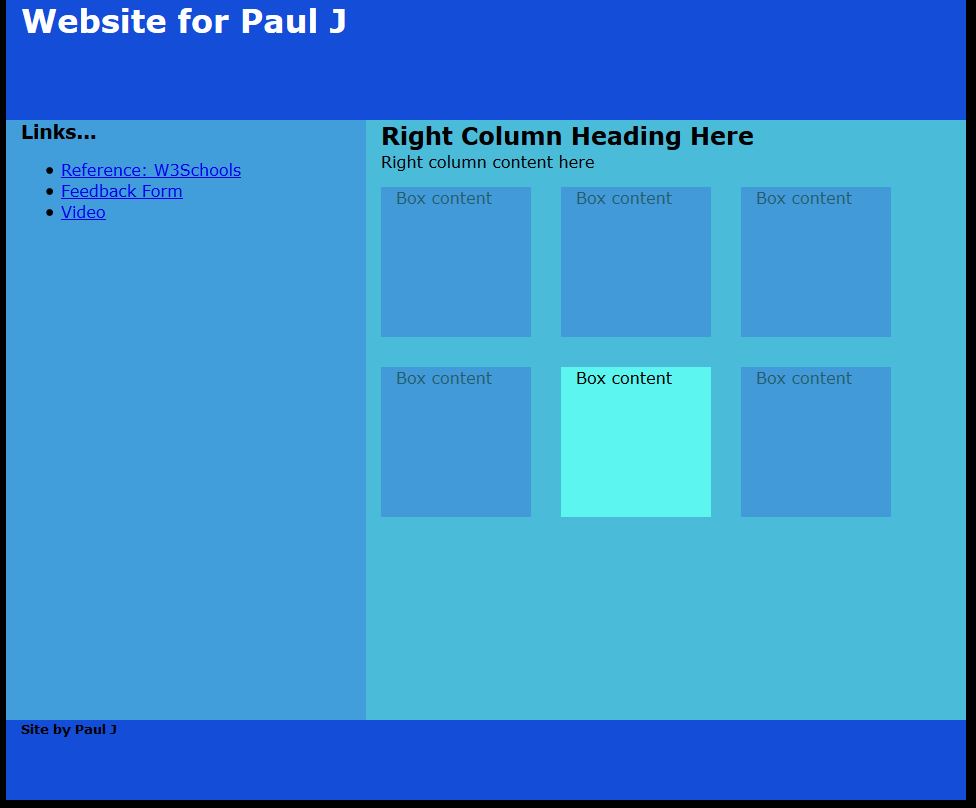 Website for Paul J
Links...
Reference: W3Schools
Feedback Form
Video
Right Column Heading Here
Right column content here
Box content
Box content
Box content
Box content
Box content
Box content
Site by Paul J